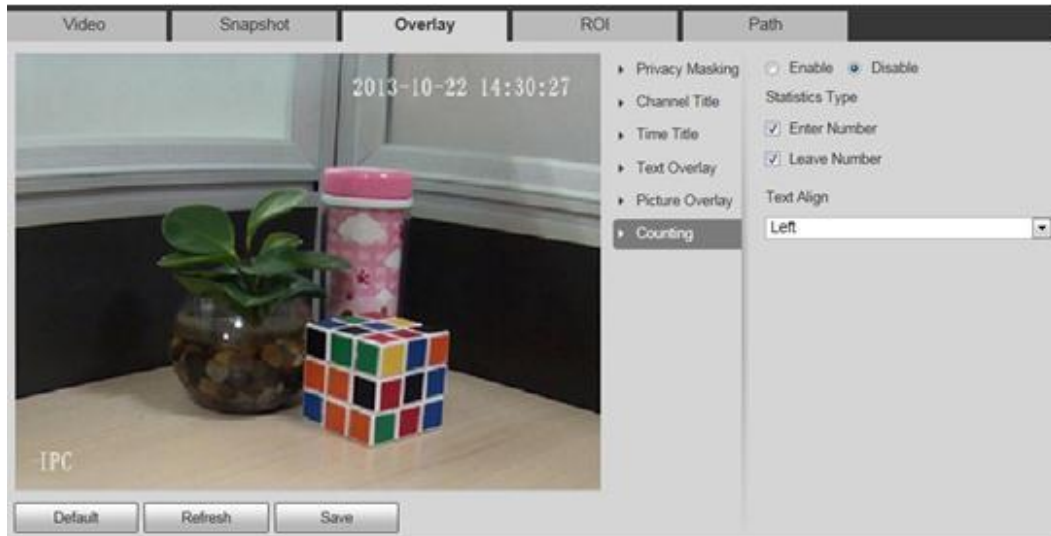 Video Snapshot Overlay ROI Path
2013-10-22 14:30:27
IPC
Privacy Masking
Channel Title
Time Title
Text Overlay
Picture Overlay
Counting
Enable Disable
Statistics Type
Enter Number
Leave Number
Text Align
Left
Default Refresh Save